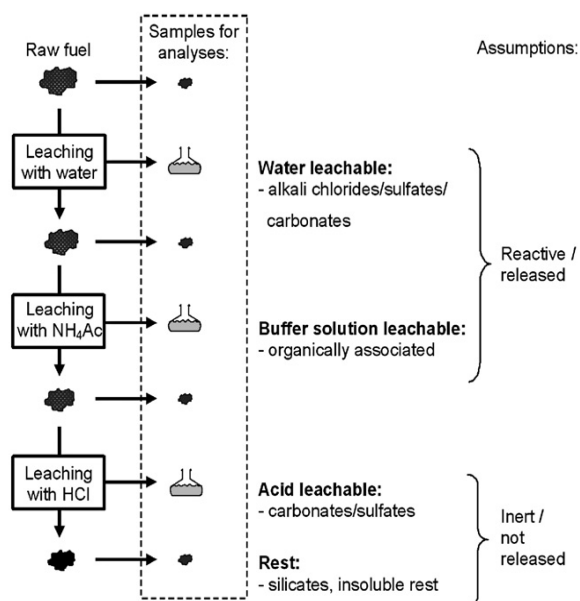 Raw fuel
Samples for
analyses:
Assumptions:
Leaching
with water
Water leachable:
- alkali chlorides/sulfates/
carbonates
Reactive /
released
Leaching
with NH₄Ac
Buffer solution leachable:
- organically associated
Leaching
with HCl
Acid leachable:
- carbonates/sulfates
Inert /
not
released
Rest:
- silicates, insoluble rest